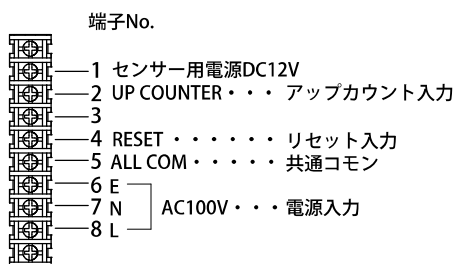 端子No.
1 センサー用電源DC12V
2 UP COUNTER・・・ アップカウント入力
3
4 RESET ・・・・・・ リセット入力
5 ALL COM・・・・・ 共通コモン
6 E
7 N AC100V・・・電源入力
8 L